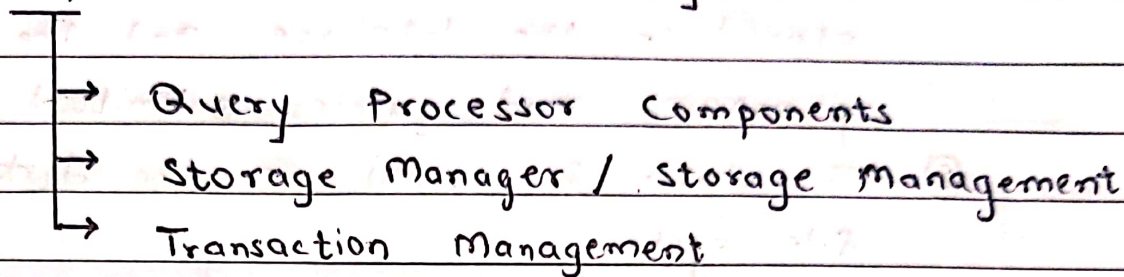 Query Processor Components
Storage Manager / Storage Management
Transaction Management